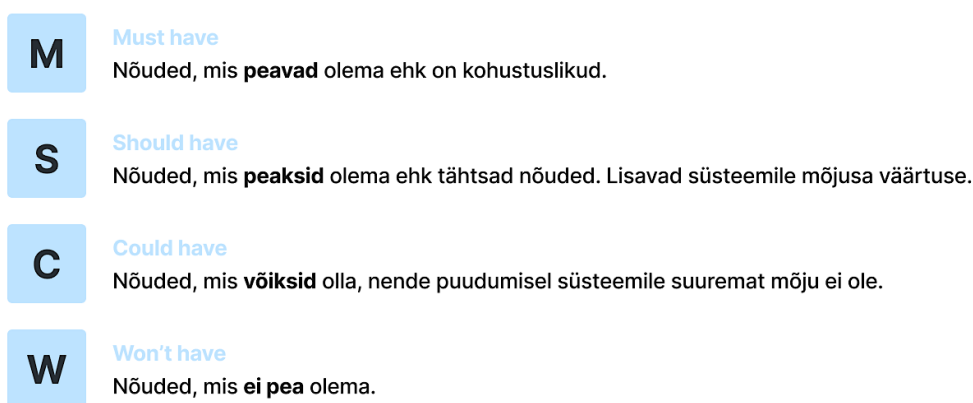 M
Must have
Nõuded, mis peavad olema ehk on kohustuslikud.
S
Should have
Nõuded, mis peaksid olema ehk tähtsad nõuded. Lisavad süsteemile mõjusa väärtuse.
C
Could have
Nõuded, mis võiksid olla, nende puudumisel süsteemile suuremat mõju ei ole.
W
Won’t have
Nõuded, mis ei pea olema.